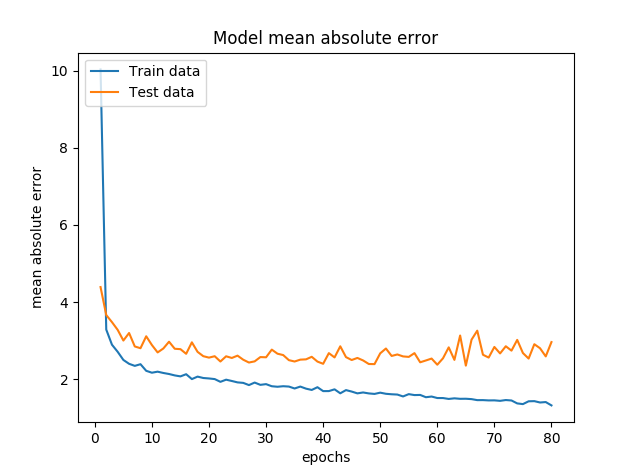 Model mean absolute error
Train data
Test data
mean absolute error
10
8
6
4
2
0 10 20 30 40 50 60 70 80
epochs